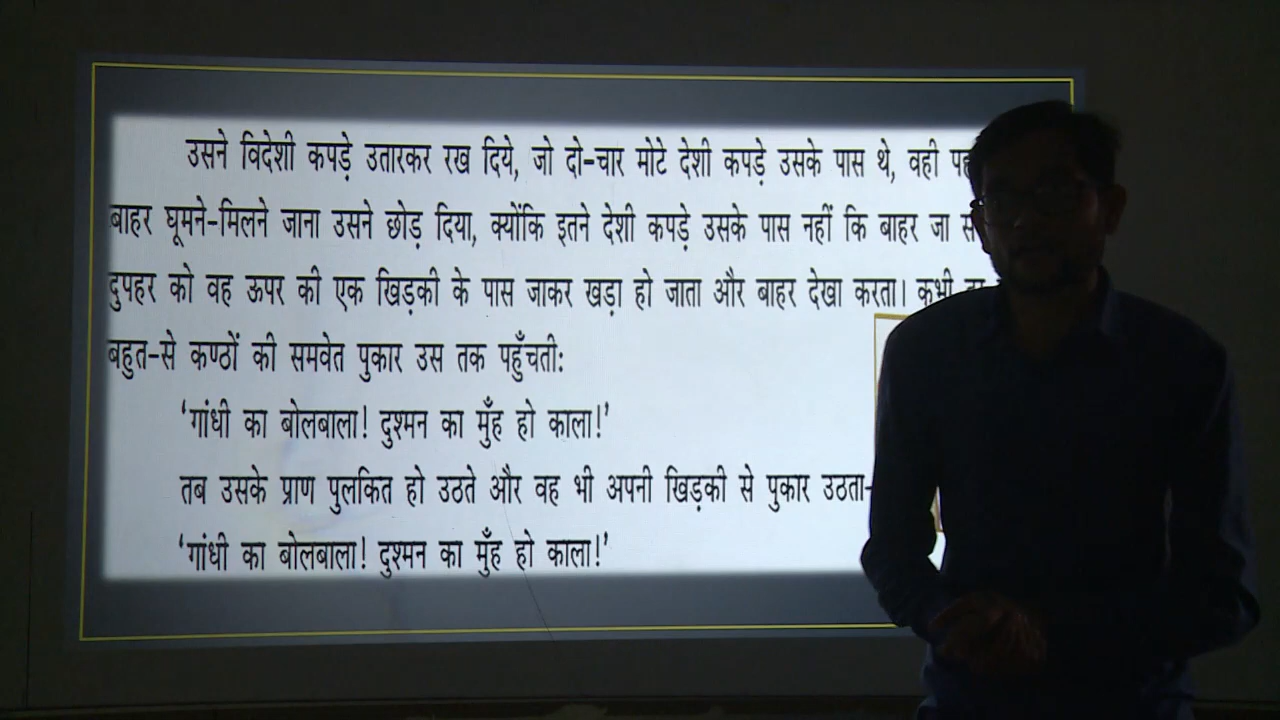 उसने विदेशी कपड़े उतारकर रख दिये, जो दो-चार मोटे देशी कपड़े उसके पास थे, वही
बाहर घूमने-मिलने जाना उसने छोड़ दिया, क्योंकि इतने देशी कपड़े उसके पास नहीं कि बाहर जा
दुपहर को वह ऊपर की एक खिड़की के पास जाकर खड़ा हो जाता और बाहर देखा करता। कभी
बहुत-से कण्ठों की समवेत पुकार उस तक पहुँचती:
‘गांधी का बोलबाला! दुश्मन का मुँह हो काला!’
तब उसके प्राण पुलकित हो उठते और वह भी अपनी खिड़की से पुकार उठता-
‘गांधी का बोलबाला! दुश्मन का मुँह हो काला!’